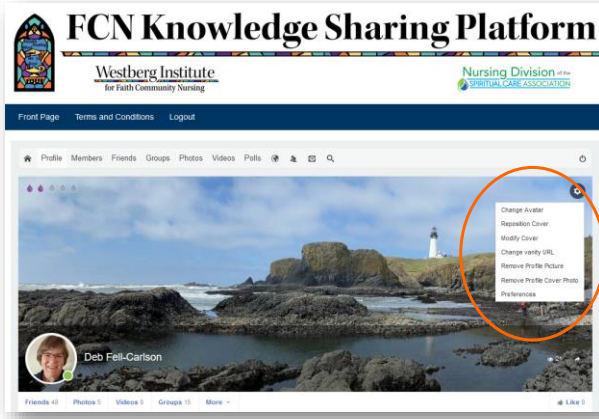 FCN Knowledge Sharing Platform
Westberg Institute
for Faith Community Nursing
Nursing Division of the
SPIRITUAL CARE ASSOCIATION
Front Page Terms and Conditions Logout
Profile Members Friends Groups Photos Videos Polls
Change Avatar
Reposition Cover
Modify Cover
Change vanity URL
Remove Profile Picture
Remove Profile Cover Photo
Preferences
Deb Fell-Carlson
Friends 48 Photos 5 Videos 8 Groups 15 More
Like 0